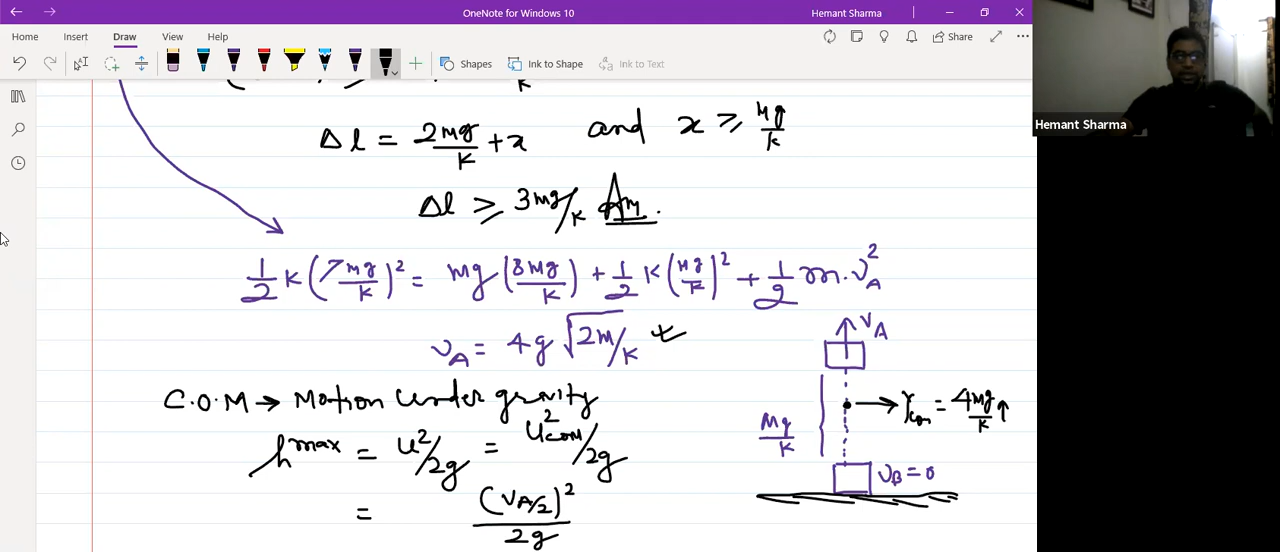 OneNote for Windows 10
Hemant Sharma
Home Insert Draw View Help
Share
Shapes Ink to Shape Ink to Text
Hemant Sharma
K
Δl = 2mg/K + x and x ≥ Mg/K
Δl ≥ 3mg/K Ans.
1/2 K (7mg/K)² = mg (8mg/K) + 1/2 K (Mg/K)² + 1/2 m.v_A²
v_A = 4g √2m/K
C.O.M → Motion under gravity
h^max = u²/2g = u²com/2g
= (v_A/2)²/2g
v_A
Mg/K
Y_com = 4mg/K ↑
v_B = 0